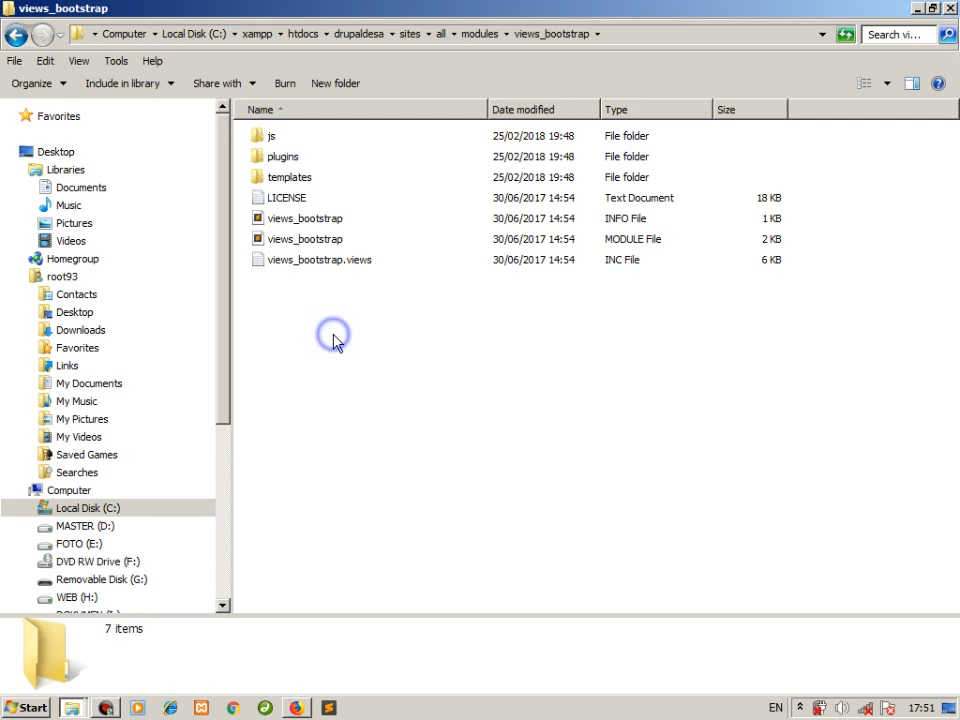 views_bootstrap
Computer Local Disk (C:) xampp htdocs drupaldesa sites all modules views_bootstrap
Search vi...
File Edit View Tools Help
Organize Include in library Share with Burn New folder
Name Date modified Type Size
js 25/02/2018 19:48 File folder
plugins 25/02/2018 19:48 File folder
templates 25/02/2018 19:48 File folder
LICENSE 30/06/2017 14:54 Text Document 18 KB
views_bootstrap 30/06/2017 14:54 INFO File 1 KB
views_bootstrap 30/06/2017 14:54 MODULE File 2 KB
views_bootstrap.views 30/06/2017 14:54 INC File 6 KB
Favorites
Desktop
Libraries
Documents
Music
Pictures
Videos
Homegroup
root93
Contacts
Desktop
Downloads
Favorites
Links
My Documents
My Music
My Pictures
My Videos
Saved Games
Searches
Computer
Local Disk (C:)
MASTER (D:)
FOTO (E:)
DVD RW Drive (F:)
Removable Disk (G:)
WEB (H:)
7 items
Start
EN
17:51